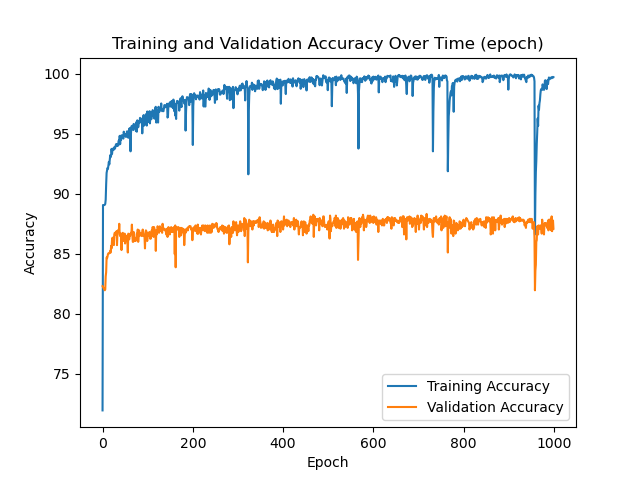 Training and Validation Accuracy Over Time (epoch)
100
95
90
85
80
75
Accuracy
0
200
400
600
800
1000
Epoch
Training Accuracy
Validation Accuracy